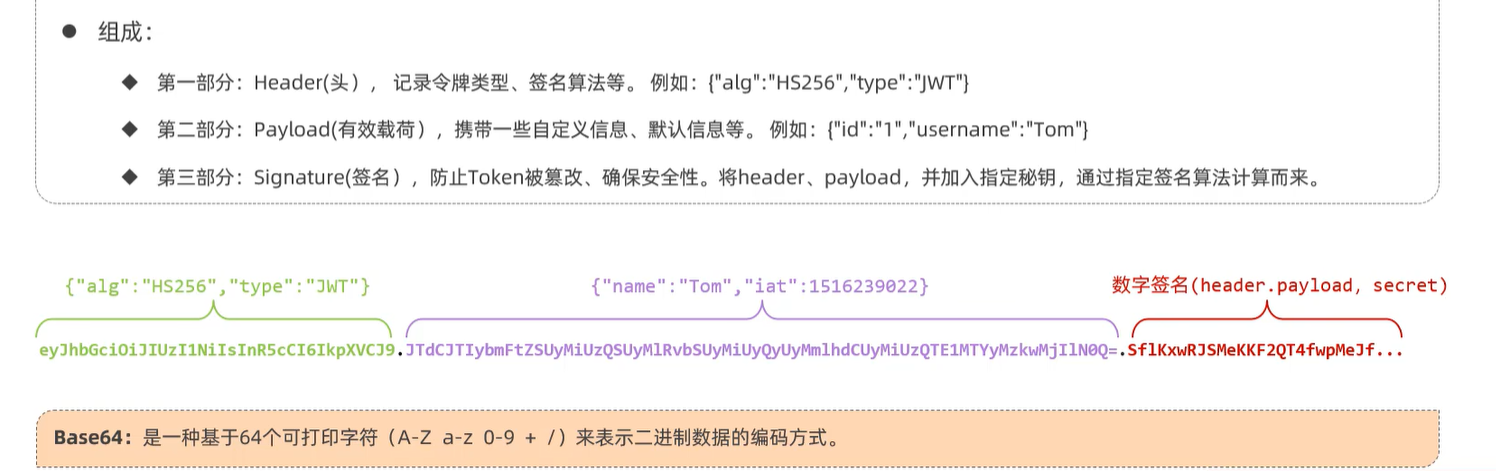 ● 组成：
◆ 第一部分：Header(头）， 记录令牌类型、签名算法等。 例如：{"alg":"HS256","type":"JWT"}
◆ 第二部分：Payload(有效载荷），携带一些自定义信息、默认信息等。 例如：{"id":"1","username":"Tom"}
◆ 第三部分：Signature(签名），防止Token被篡改、确保安全性。将header、payload，并加入指定秘钥，通过指定签名算法计算而来。
{"alg":"HS256","type":"JWT"} {"name":"Tom","iat":1516239022} 数字签名(header.payload, secret)
eyJhbGciOiJIUzI1NiIsInR5cCI6IkpXVCJ9.JTdCJTIybmFtZSUyMiUzQSUyMlRvbSUyMiUyQyUyMmlhdCUyMiUzQTE1MTYyMzkwMjIlN0Q=.SflKxwRJSMeKKF2QT4fwpMeJf...
Base64：是一种基于64个可打印字符（A-Z a-z 0-9 + /）来表示二进制数据的编码方式。